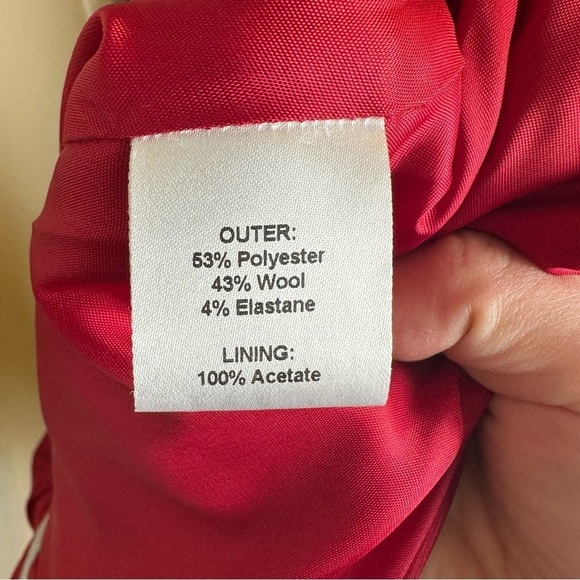 OUTER:
53% Polyester
43% Wool
4% Elastane
LINING:
100% Acetate